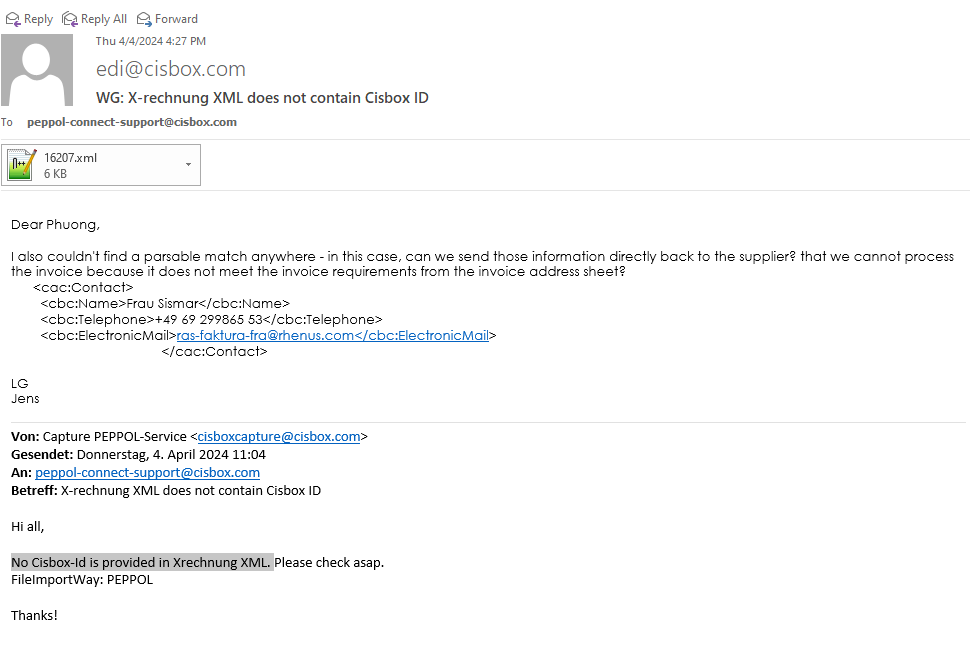 Reply Reply All Forward
Thu 4/4/2024 4:27 PM
edi@cisbox.com
WG: X-rechnung XML does not contain Cisbox ID
To peppol-connect-support@cisbox.com
16207.xml
6 KB
Dear Phuong,
I also couldn't find a parsable match anywhere - in this case, can we send those information directly back to the supplier? that we cannot process
the invoice because it does not meet the invoice requirements from the invoice address sheet?
<cac:Contact>
<cbc:Name>Frau Sismar</cbc:Name>
<cbc:Telephone>+49 69 299865 53</cbc:Telephone>
<cbc:ElectronicMail>ras-faktura-fra@rhenus.com</cbc:ElectronicMail>
</cac:Contact>
LG
Jens
Von: Capture PEPPOL-Service <cisboxcapture@cisbox.com>
Gesendet: Donnerstag, 4. April 2024 11:04
An: peppol-connect-support@cisbox.com
Betreff: X-rechnung XML does not contain Cisbox ID
Hi all,
No Cisbox-Id is provided in Xrechnung XML. Please check asap.
FileImportWay: PEPPOL
Thanks!